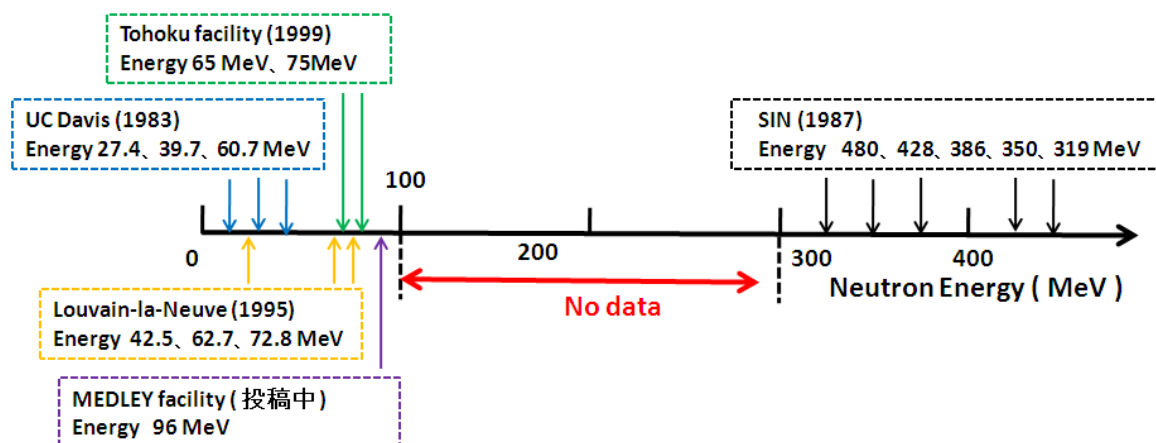 Tohoku facility (1999)
Energy 65 MeV、75MeV
UC Davis (1983)
Energy 27.4、39.7、60.7 MeV
SIN (1987)
Energy 480、428、386、350、319 MeV
100
0
200
300
400
No data
Neutron Energy ( MeV )
Louvain-la-Neuve (1995)
Energy 42.5、62.7、72.8 MeV
MEDLEY facility ( 投稿中 )
Energy 96 MeV